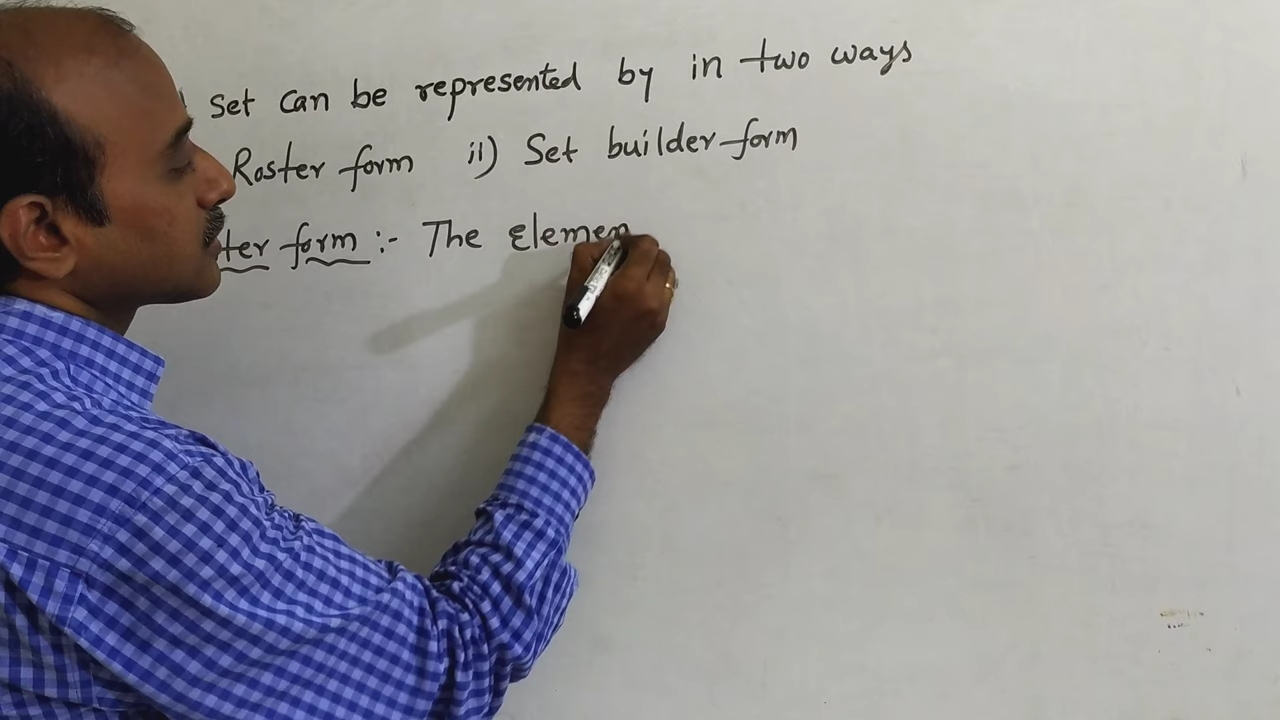 set can be represented by in two ways
Roster form ii) Set builder form
ter form :- The Elemen